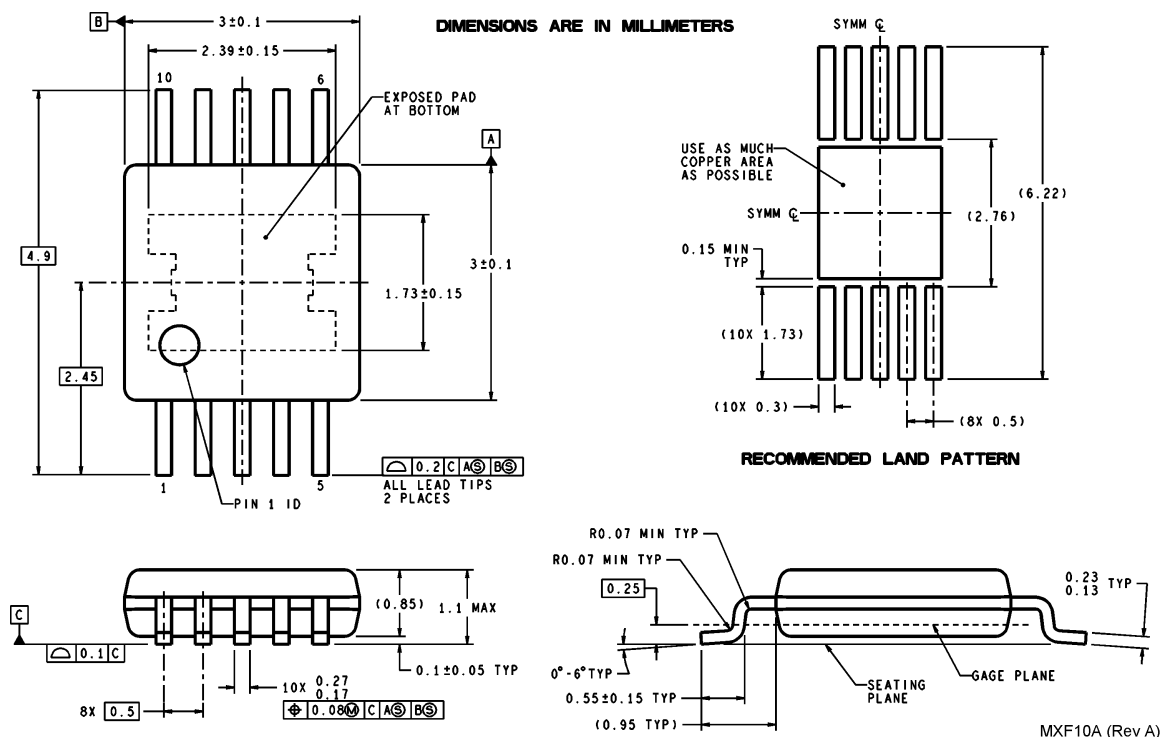 DIMENSIONS ARE IN MILLIMETERS
B
3±0.1
2.39±0.15
10
6
EXPOSED PAD
AT BOTTOM
A
4.9
2.45
1.73±0.15
3±0.1
1
5
PIN 1 ID
⌓ 0.2 C AⓈ BⓈ
ALL LEAD TIPS
2 PLACES
SYMM ℄
USE AS MUCH
COPPER AREA
AS POSSIBLE
SYMM ℄
0.15 MIN
TYP
(2.76)
(6.22)
(10X 1.73)
(10X 0.3)
(8X 0.5)
RECOMMENDED LAND PATTERN
C
⌓ 0.1 C
8X 0.5
(0.85)
1.1 MAX
0.1±0.05 TYP
10X 0.27
0.17
⌖ 0.08Ⓜ C AⓈ BⓈ
R0.07 MIN TYP
R0.07 MIN TYP
0.25
0°-6°TYP
0.55±0.15 TYP
(0.95 TYP)
SEATING
PLANE
GAGE PLANE
0.23
0.13 TYP
MXF10A (Rev A)